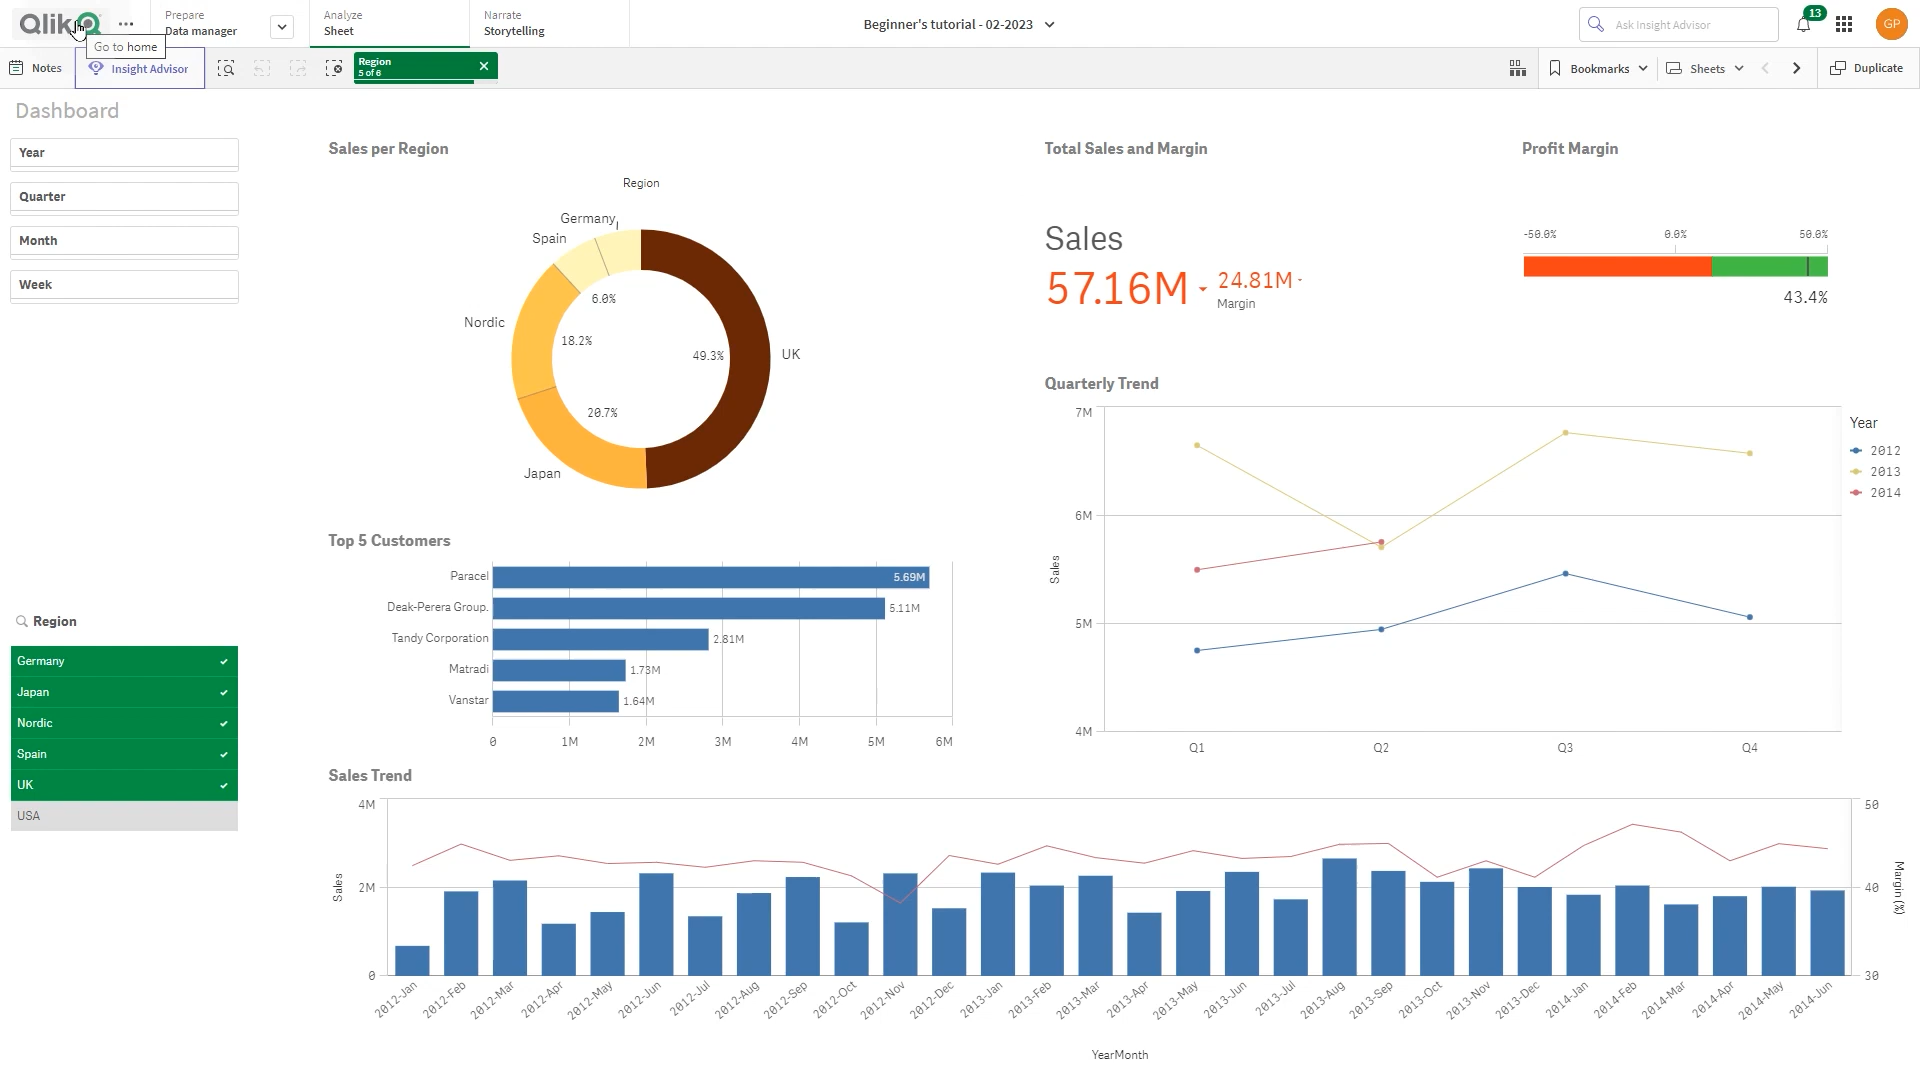 Qlik
Go to home
Prepare
Data manager
Analyze
Sheet
Narrate
Storytelling
Beginner's tutorial - 02-2023
Ask Insight Advisor
13
GP
Notes
Insight Advisor
Region
5 of 6
Bookmarks
Sheets
Duplicate
Dashboard
Year
Quarter
Month
Week
Region
Germany
Japan
Nordic
Spain
UK
USA
Sales per Region
Region
Germany
Spain
Nordic
Japan
UK
6.0%
18.2%
20.7%
49.3%
Total Sales and Margin
Sales
57.16M
24.81M
Margin
Profit Margin
-50.0%
0.0%
50.0%
43.4%
Top 5 Customers
Paracel
5.69M
Deak-Perera Group.
5.11M
Tandy Corporation
2.81M
Matradi
1.73M
Vanstar
1.64M
0
1M
2M
3M
4M
5M
6M
Quarterly Trend
7M
6M
5M
4M
Sales
Q1
Q2
Q3
Q4
Year
2012
2013
2014
Sales Trend
4M
2M
0
Sales
50
40
30
Margin (%)
2012-Jan
2012-Feb
2012-Mar
2012-Apr
2012-May
2012-Jun
2012-Jul
2012-Aug
2012-Sep
2012-Oct
2012-Nov
2012-Dec
2013-Jan
2013-Feb
2013-Mar
2013-Apr
2013-May
2013-Jun
2013-Jul
2013-Aug
2013-Sep
2013-Oct
2013-Nov
2013-Dec
2014-Jan
2014-Feb
2014-Mar
2014-Apr
2014-May
2014-Jun
YearMonth